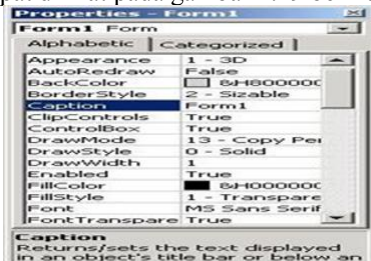 Properties - Form1
Form1 Form
Alphabetic Categorized
Appearance 1 - 3D
AutoRedraw False
BackColor &H800000
BorderStyle 2 - Sizable
Caption Form1
ClipControls True
ControlBox True
DrawMode 13 - Copy Per
DrawStyle 0 - Solid
DrawWidth 1
Enabled True
FillColor &H000000
FillStyle 1 - Transpare
Font MS Sans Serif
FontTranspare True
Caption
Returns/sets the text displayed
in an object's title bar or below an